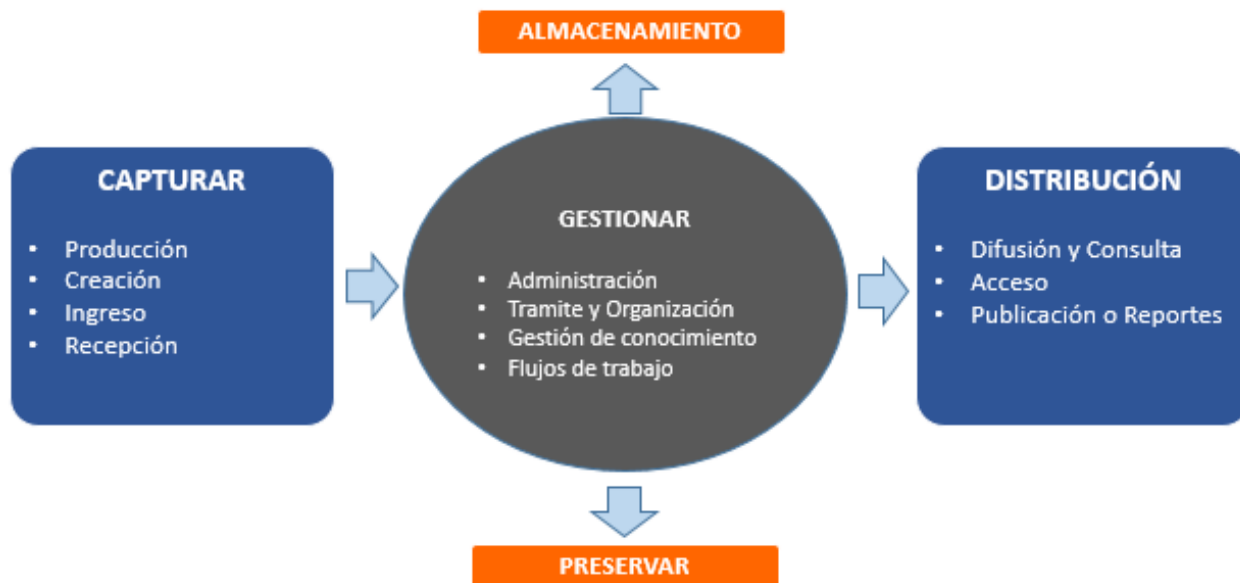 ALMACENAMIENTO
CAPTURAR
• Producción
• Creación
• Ingreso
• Recepción
GESTIONAR
• Administración
• Tramite y Organización
• Gestión de conocimiento
• Flujos de trabajo
DISTRIBUCIÓN
• Difusión y Consulta
• Acceso
• Publicación o Reportes
PRESERVAR